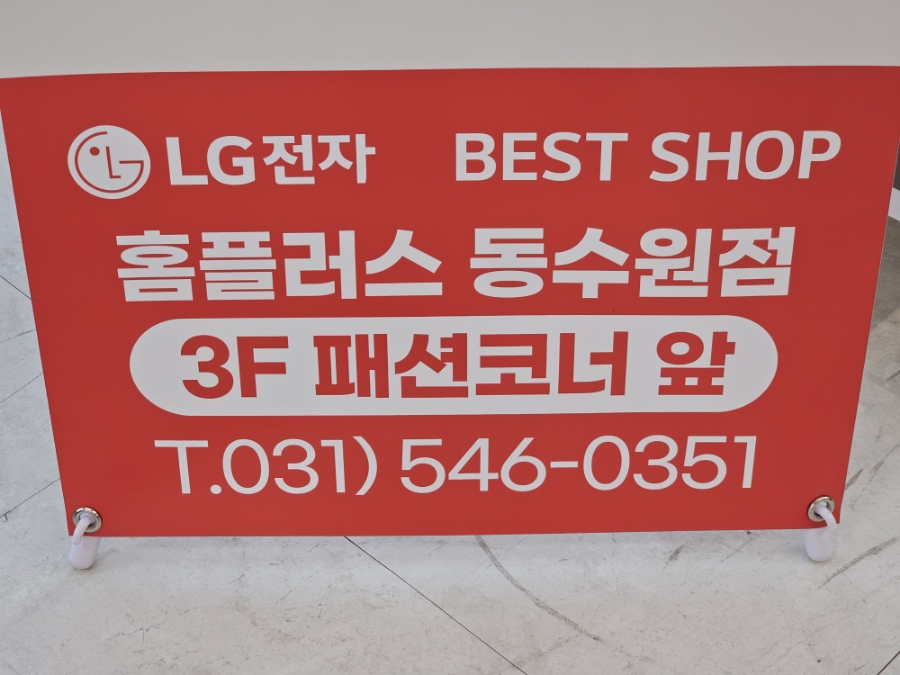 LG전자 BEST SHOP
홈플러스 동수원점
3F 패션코너 앞
T.031) 546-0351